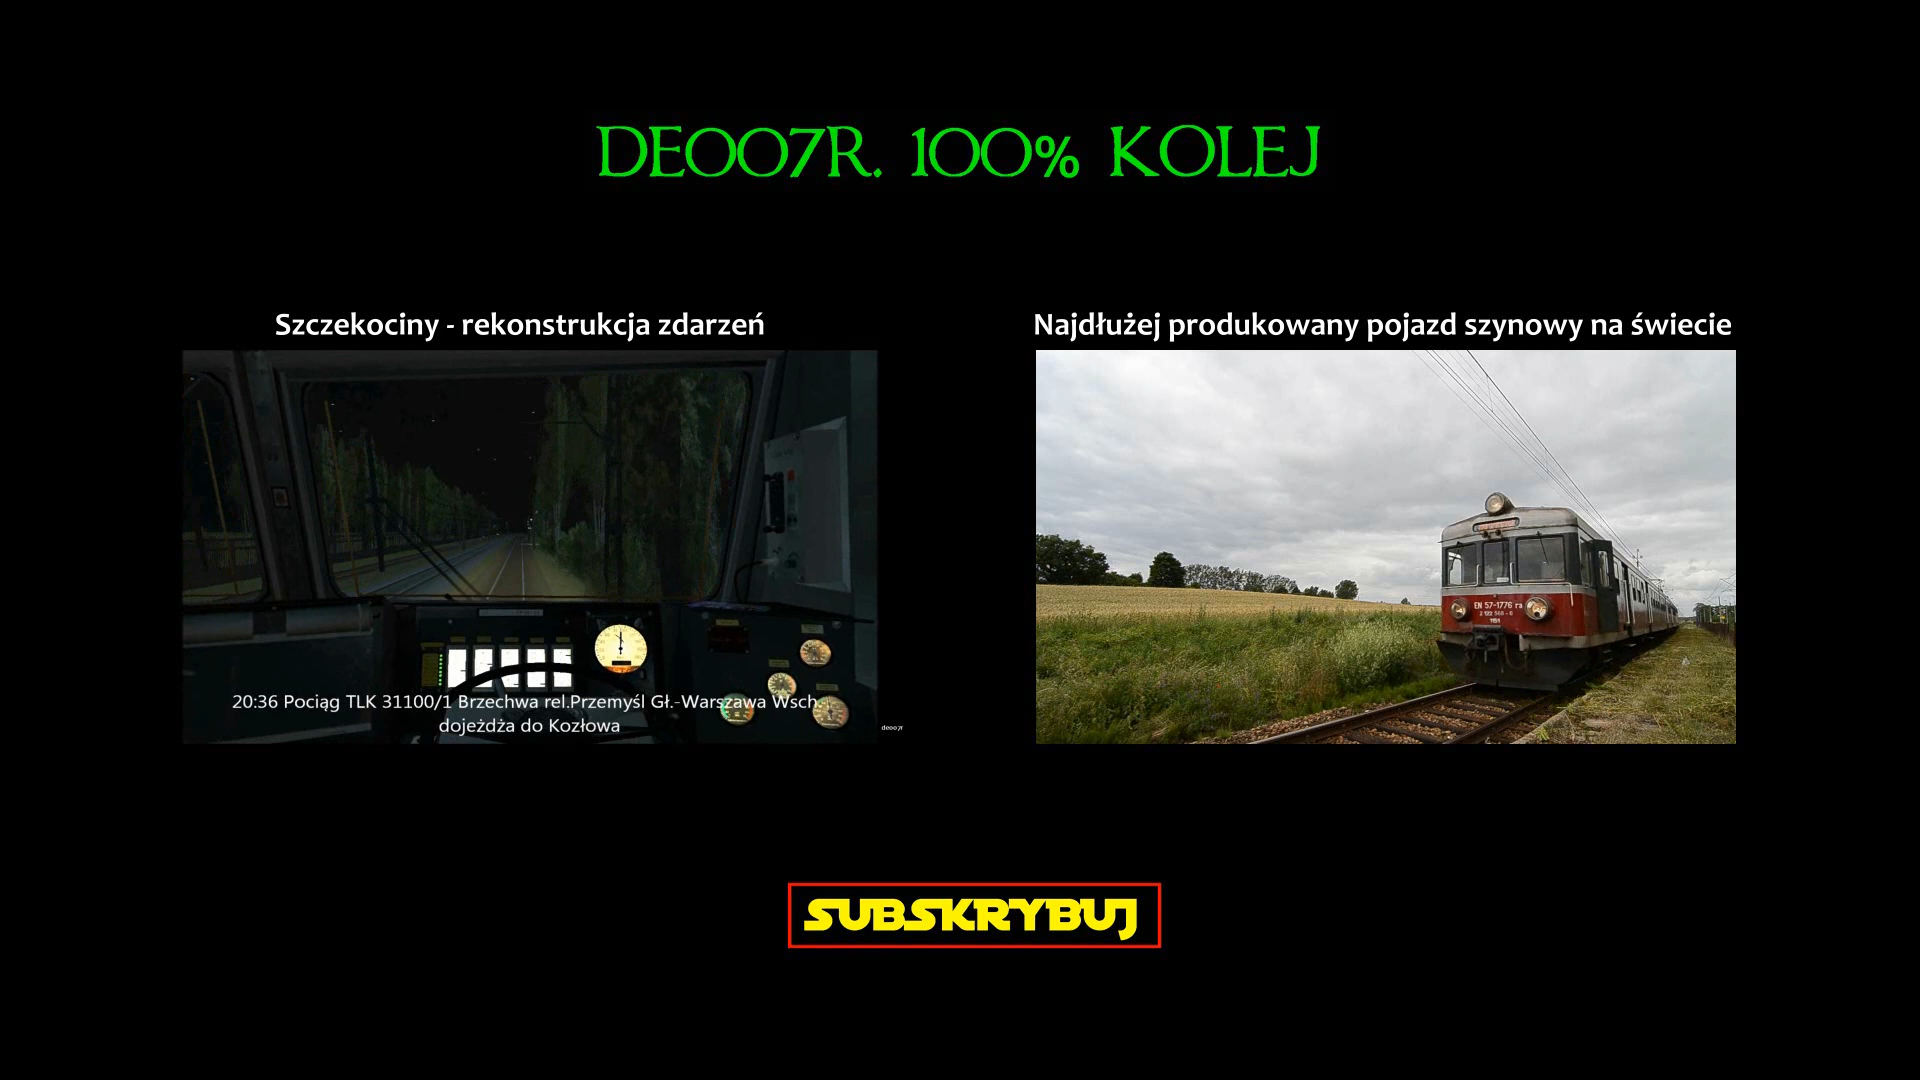 DE007R. 100% KOLEJ
Szczekociny - rekonstrukcja zdarzeń
Najdłużej produkowany pojazd szynowy na świecie
EN 57-1776 ra
20:36 Pociąg TLK 31100/1 Brzechwa rel.Przemyśl Gł.-Warszawa Wsch.
dojeżdża do Kozłowa
deoo7r
SUBSKRYBUJ